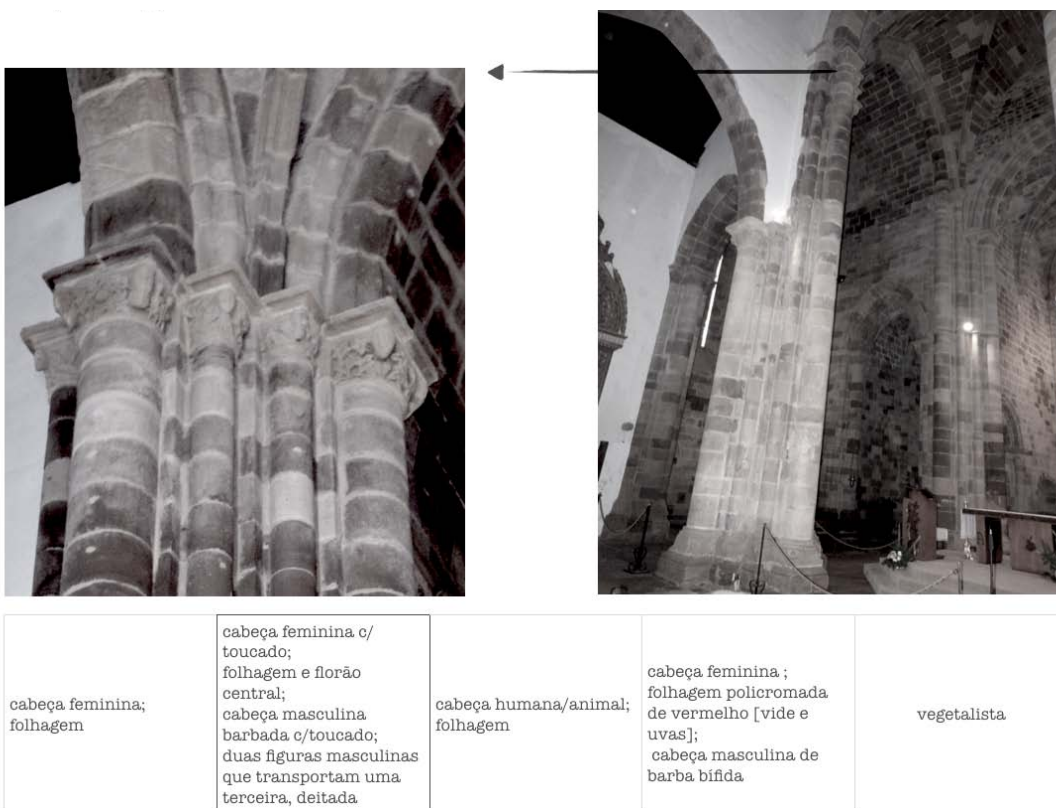 cabeça feminina;
folhagem
cabeça feminina c/
toucado;
folhagem e florão
central;
cabeça masculina
barbada c/toucado;
duas figuras masculinas
que transportam uma
terceira, deitada
cabeça humana/animal;
folhagem
cabeça feminina ;
folhagem policromada
de vermelho [vide e
uvas];
cabeça masculina de
barba bífida
vegetalista